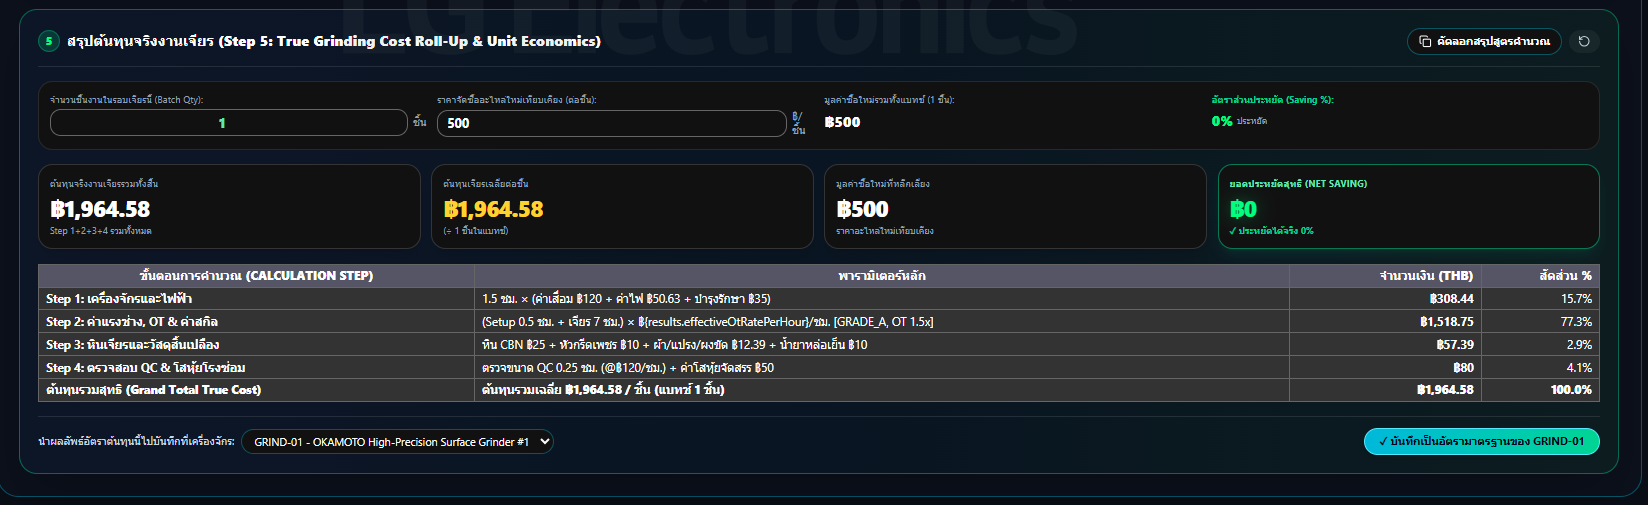 LG Electronics
5 สรุปต้นทุนจริงงานเจียร (Step 5: True Grinding Cost Roll-Up & Unit Economics)
คัดลอกสรุปสูตรคำนวณ
จำนวนชิ้นงานในรอบเจียรนี้ (Batch Qty):
1 ชิ้น
ราคาจัดซื้ออะไหล่ใหม่เทียบเคียง (ต่อชิ้น):
500 ฿/
ชิ้น
มูลค่าซื้อใหม่รวมทั้งแบทช์ (1 ชิ้น):
฿500
อัตราส่วนประหยัด (Saving %):
0% ประหยัด
ต้นทุนจริงงานเจียรรวมทั้งสิ้น
฿1,964.58
Step 1+2+3+4 รวมทั้งหมด
ต้นทุนเจียรเฉลี่ยต่อชิ้น
฿1,964.58
(÷ 1 ชิ้นในแบทช์)
มูลค่าซื้อใหม่ที่หลีกเลี่ยง
฿500
ราคาอะไหล่ใหม่เทียบเคียง
ยอดประหยัดสุทธิ (NET SAVING)
฿0
✓ ประหยัดได้จริง 0%
ขั้นตอนการคำนวณ (CALCULATION STEP) พารามิเตอร์หลัก จำนวนเงิน (THB) สัดส่วน %
Step 1: เครื่องจักรและไฟฟ้า 1.5 ชม. × (ค่าเสื่อม ฿120 + ค่าไฟ ฿50.63 + บำรุงรักษา ฿35) ฿308.44 15.7%
Step 2: ค่าแรงช่าง, OT & ค่าสกิล (Setup 0.5 ชม. + เจียร 7 ชม.) × ฿{results.effectiveOtRatePerHour}/ชม. [GRADE_A, OT 1.5x] ฿1,518.75 77.3%
Step 3: หินเจียรและวัสดุสิ้นเปลือง หิน CBN ฿25 + หัวกรีดเพชร ฿10 + ผ้า/แปรง/ผงขัด ฿12.39 + น้ำยาหล่อเย็น ฿10 ฿57.39 2.9%
Step 4: ตรวจสอบ QC & โสหุ้ยโรงซ่อม ตรวจขนาด QC 0.25 ชม. (@฿120/ชม.) + ค่าโสหุ้ยจัดสรร ฿50 ฿80 4.1%
ต้นทุนรวมสุทธิ (Grand Total True Cost) ต้นทุนรวมเฉลี่ย ฿1,964.58 / ชิ้น (แบทช์ 1 ชิ้น) ฿1,964.58 100.0%
นำผลลัพธ์อัตราต้นทุนนี้ไปบันทึกที่เครื่องจักร: GRIND-01 - OKAMOTO High-Precision Surface Grinder #1
✓ บันทึกเป็นอัตรามาตรฐานของ GRIND-01